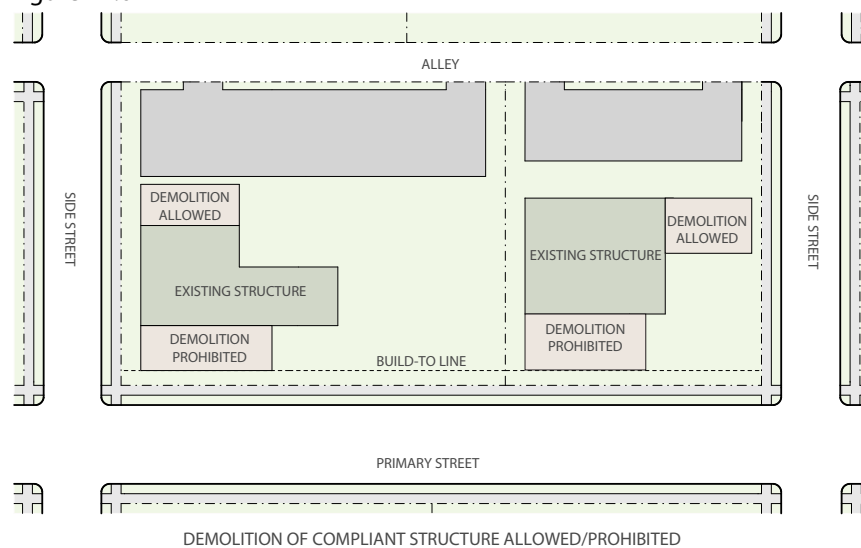 ALLEY
SIDE STREET
SIDE STREET
DEMOLITION
ALLOWED
DEMOLITION
ALLOWED
EXISTING STRUCTURE
EXISTING STRUCTURE
DEMOLITION
PROHIBITED
DEMOLITION
PROHIBITED
BUILD-TO LINE
PRIMARY STREET
DEMOLITION OF COMPLIANT STRUCTURE ALLOWED/PROHIBITED